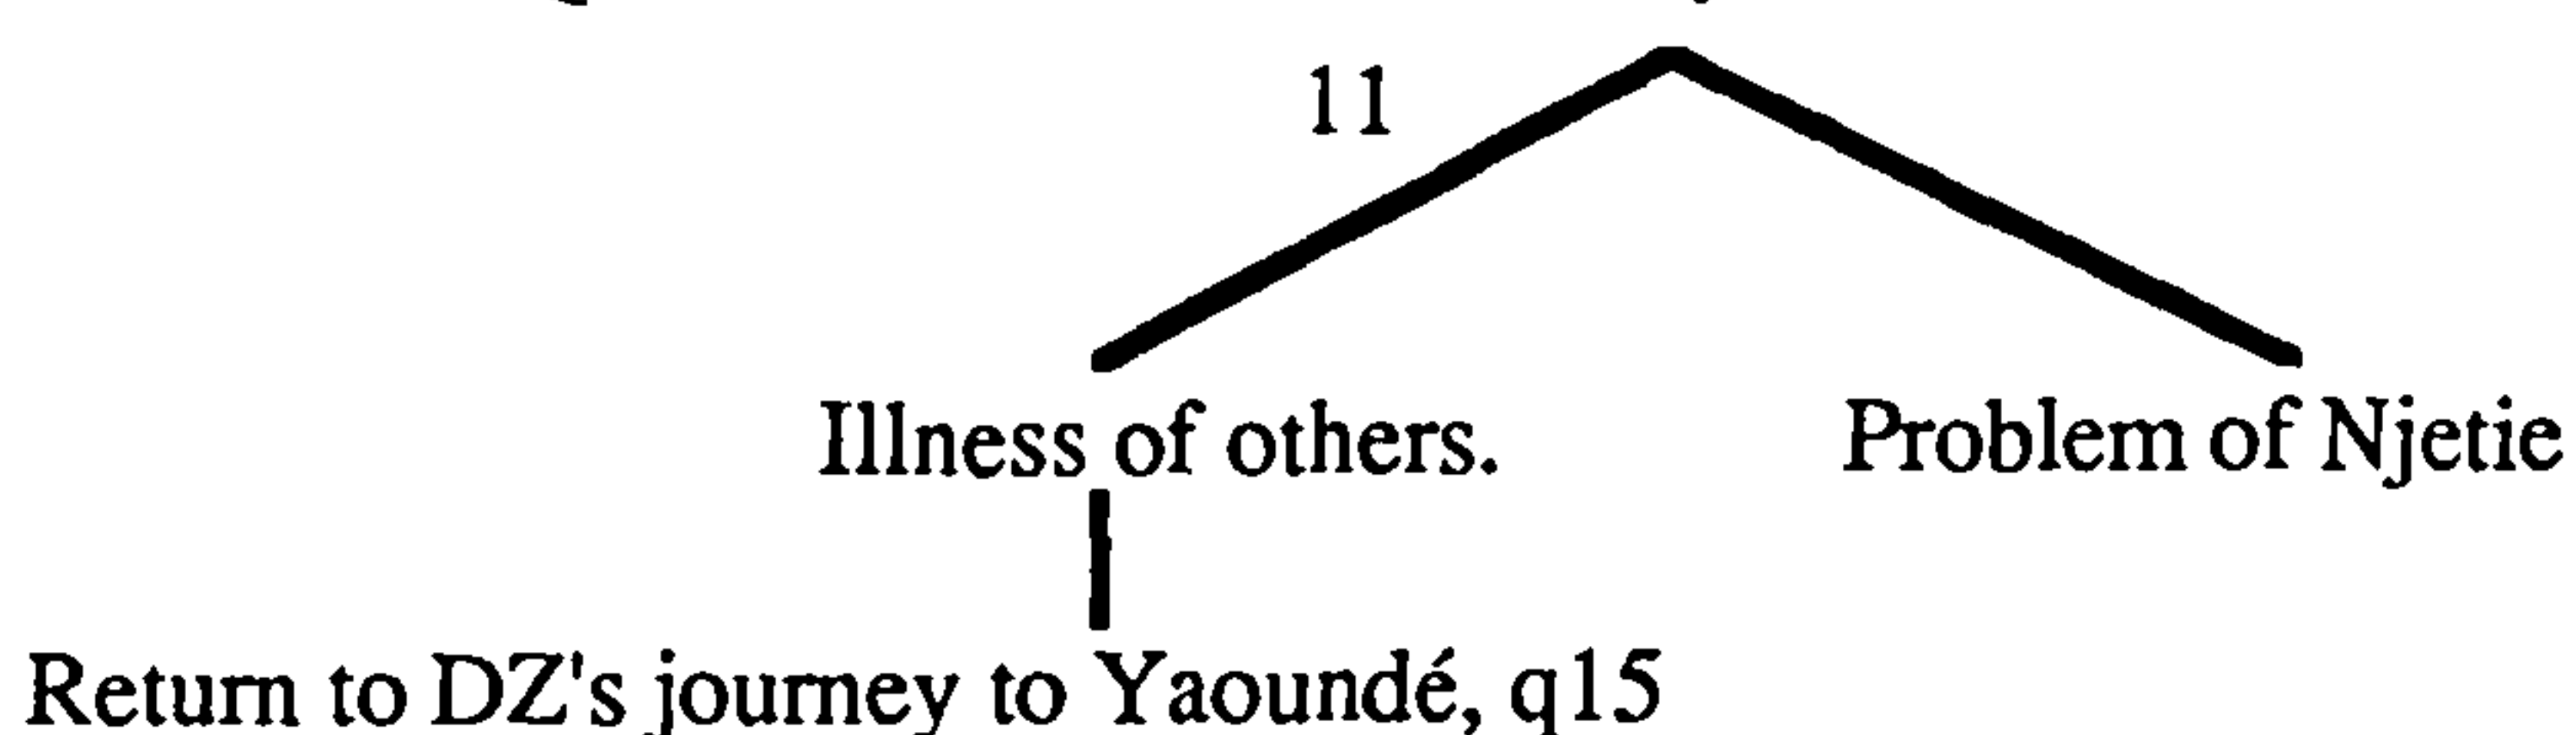 11
Illness of others. Problem of Njetie
Return to DZ's journey to Yaoundé, q15